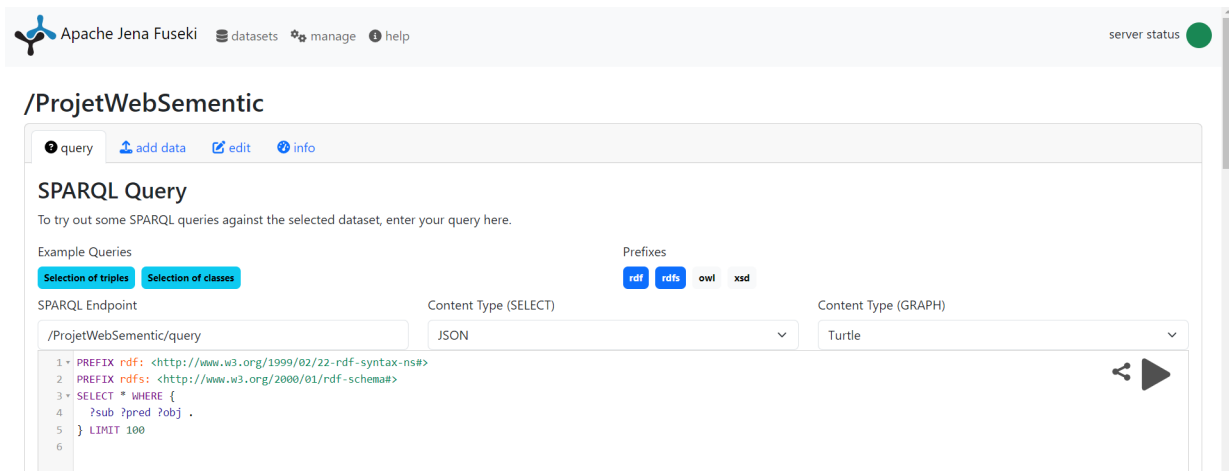 Apache Jena Fuseki datasets manage help server status
/ProjetWebSementic
query add data edit info
SPARQL Query
To try out some SPARQL queries against the selected dataset, enter your query here.
Example Queries Prefixes
Selection of triples Selection of classes rdf rdfs owl xsd
SPARQL Endpoint Content Type (SELECT) Content Type (GRAPH)
/ProjetWebSementic/query JSON Turtle
1 PREFIX rdf: <http://www.w3.org/1999/02/22-rdf-syntax-ns#>
2 PREFIX rdfs: <http://www.w3.org/2000/01/rdf-schema#>
3 SELECT * WHERE {
4 ?sub ?pred ?obj .
5 } LIMIT 100
6